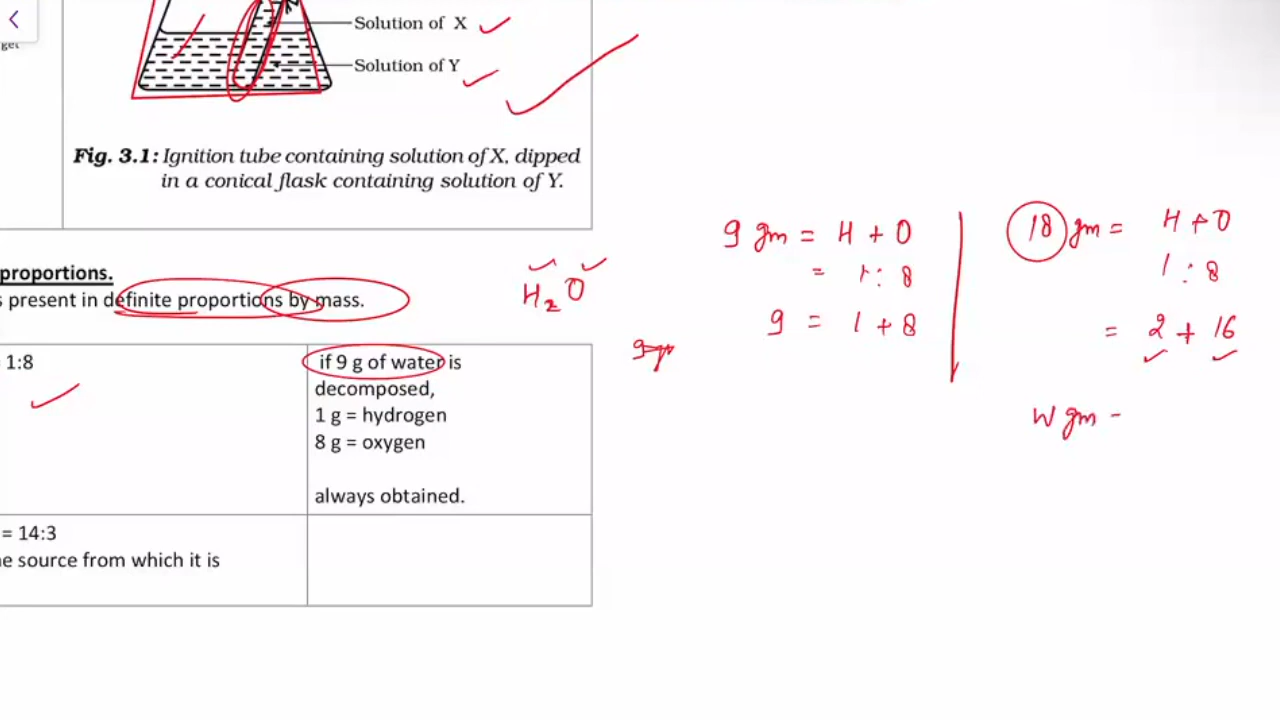 get
Solution of X
Solution of Y
Fig. 3.1: Ignition tube containing solution of X, dipped
in a conical flask containing solution of Y.
proportions.
s present in definite proportions by mass.
H2O
= 1:8
if 9 g of water is
decomposed,
1 g = hydrogen
8 g = oxygen
always obtained.
= 14:3
e source from which it is
9 gm = H + O
= 1 : 8
9 = 1 + 8
18 gm = H + O
1 : 8
= 2 + 16
W gm -